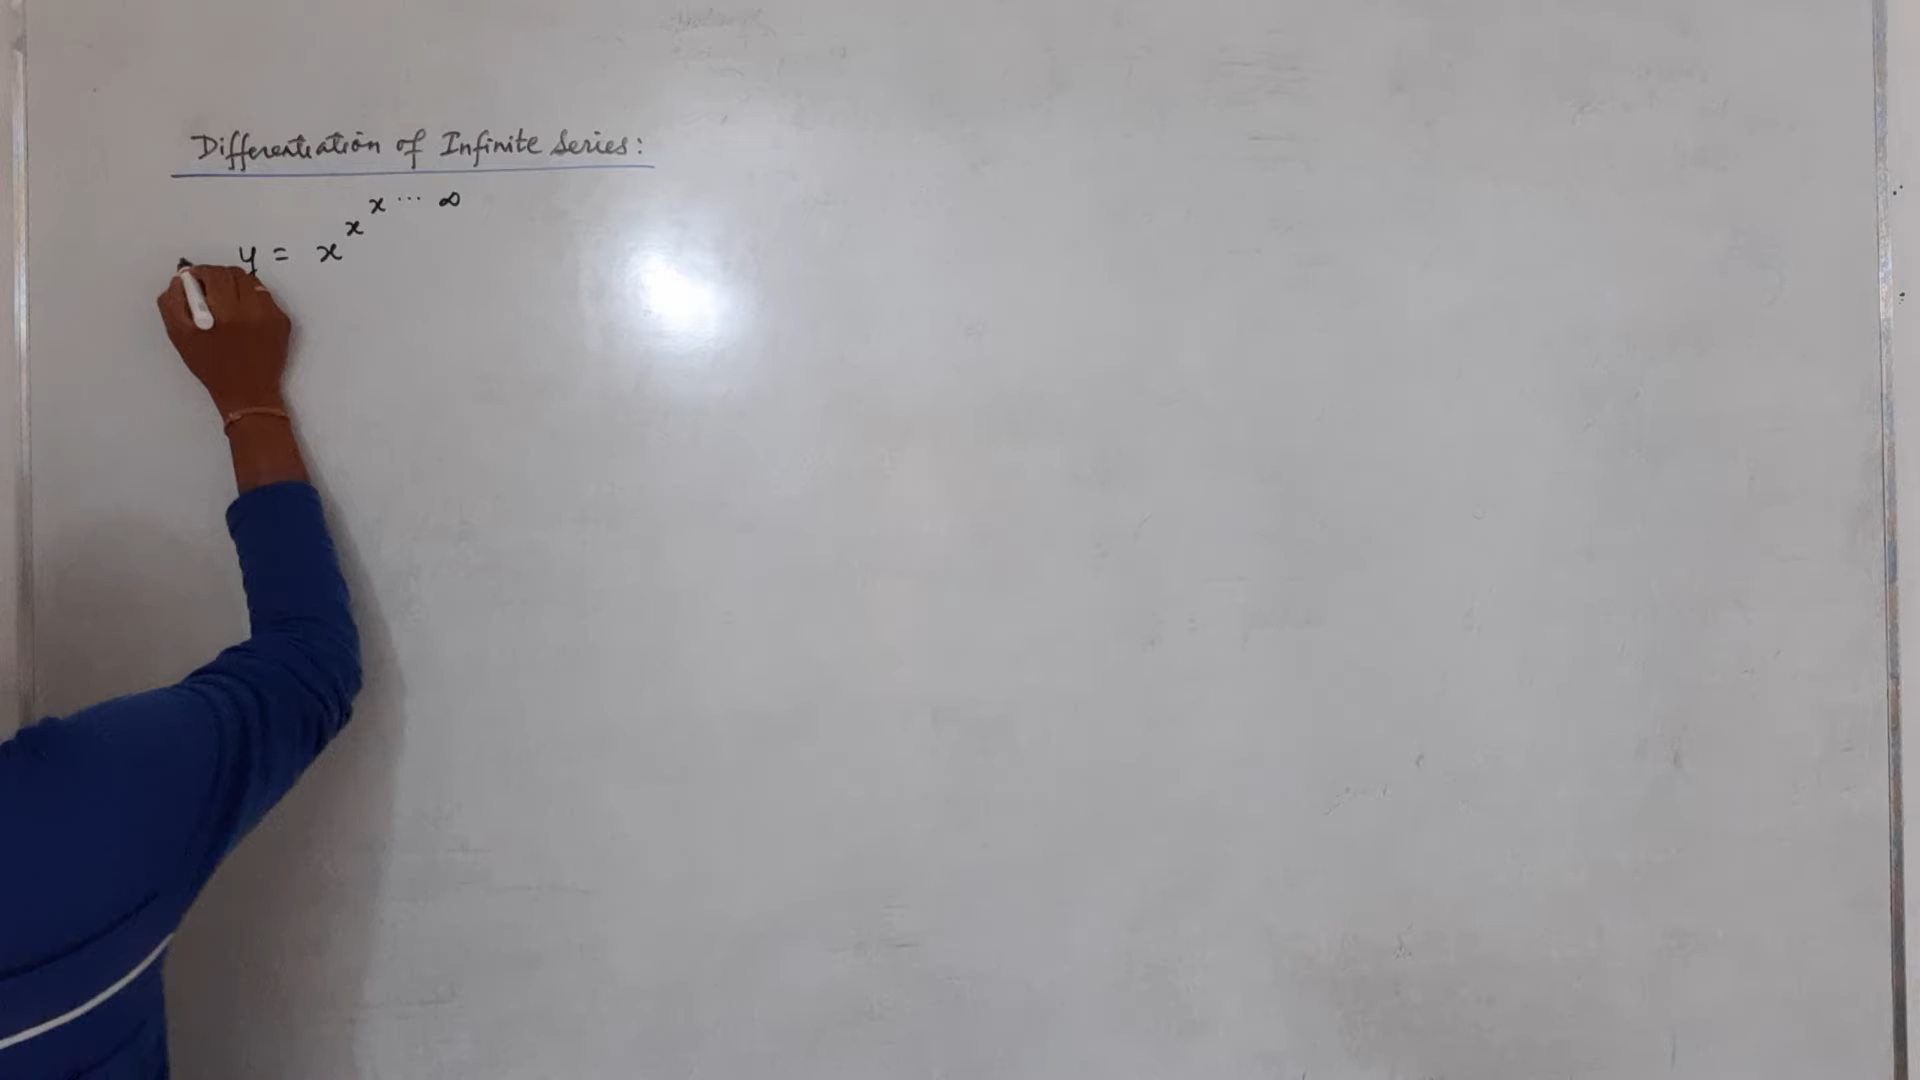 Differentiation of Infinite Series:
y = x^x^x ... ∞